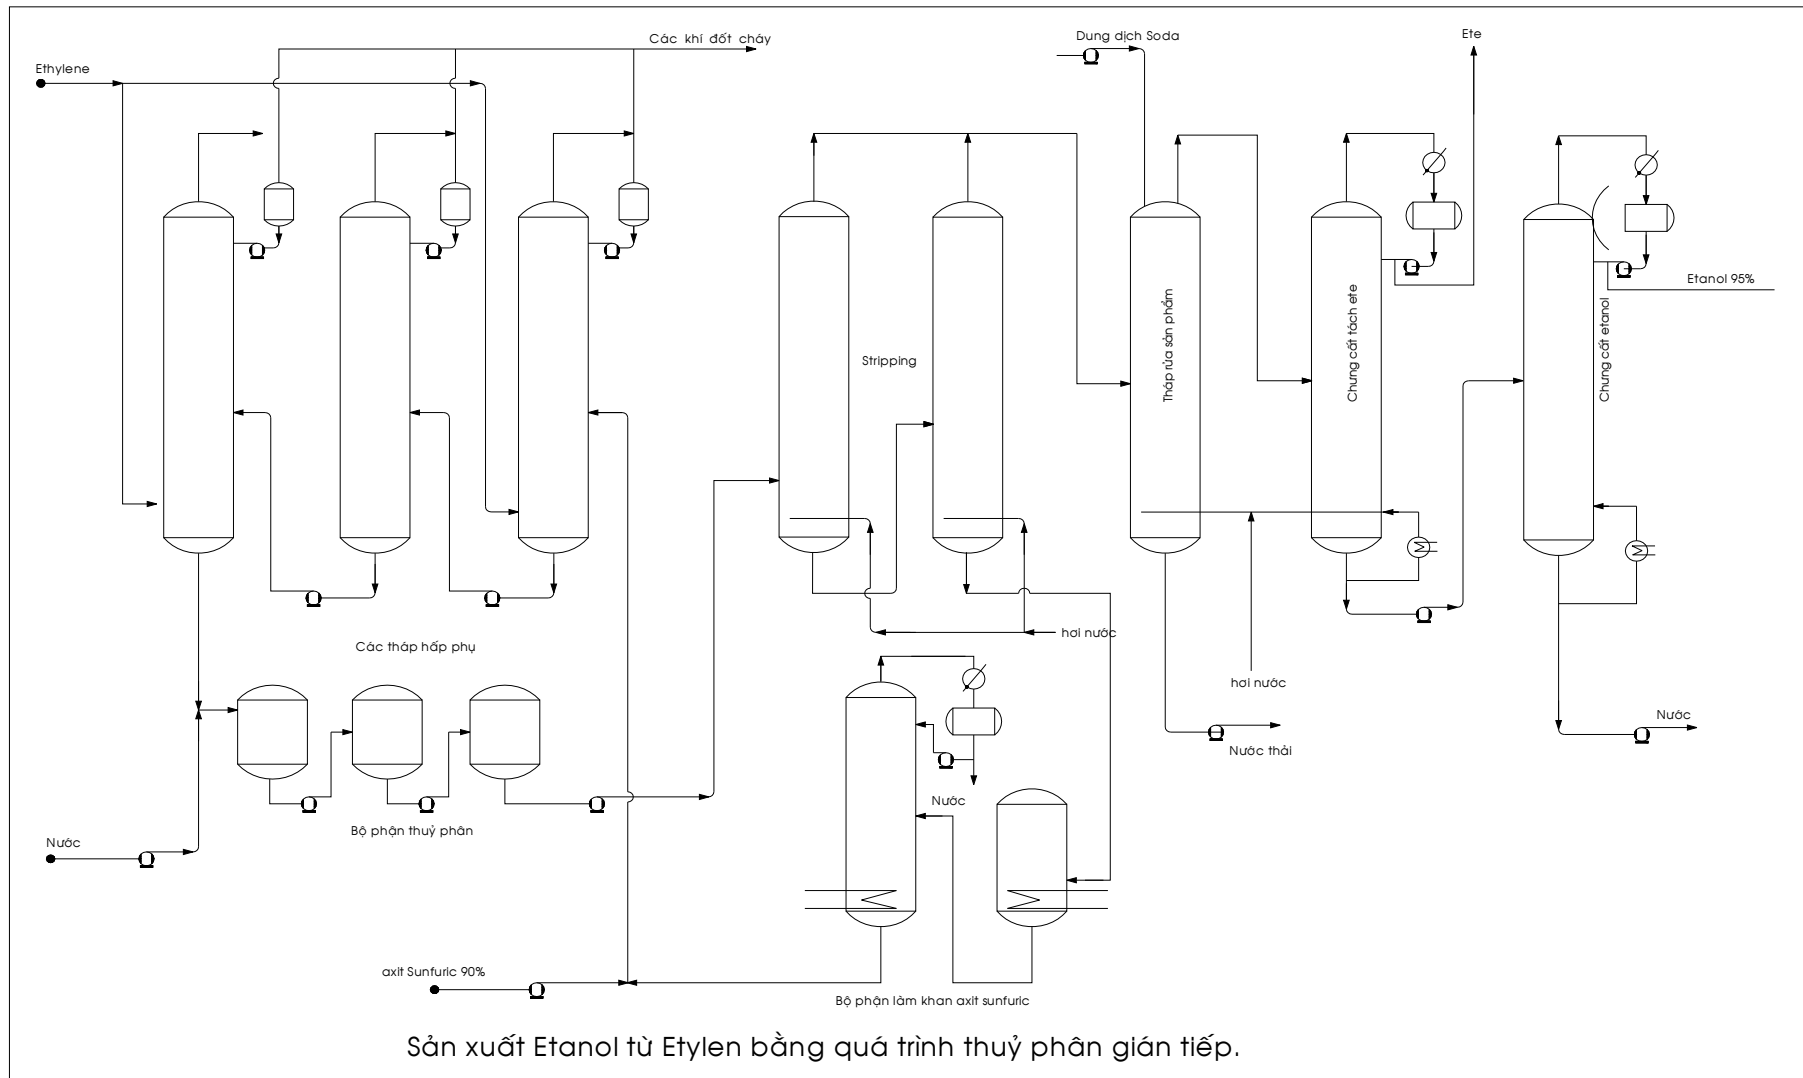 Các khí đốt cháy
Dung dịch Soda
Ete
Ethylene
Etanol 95%
Tháp rửa sản phẩm
Chưng cất tách ete
Chưng cất etanol
Stripping
hơi nước
Các tháp hấp phụ
hơi nước
Nước
Nước thải
Nước
Bộ phận thuỷ phân
Nước
axit Sunfuric 90%
Bộ phận làm khan axit sunfuric
Sản xuất Etanol từ Etylen bằng quá trình thuỷ phân gián tiếp.